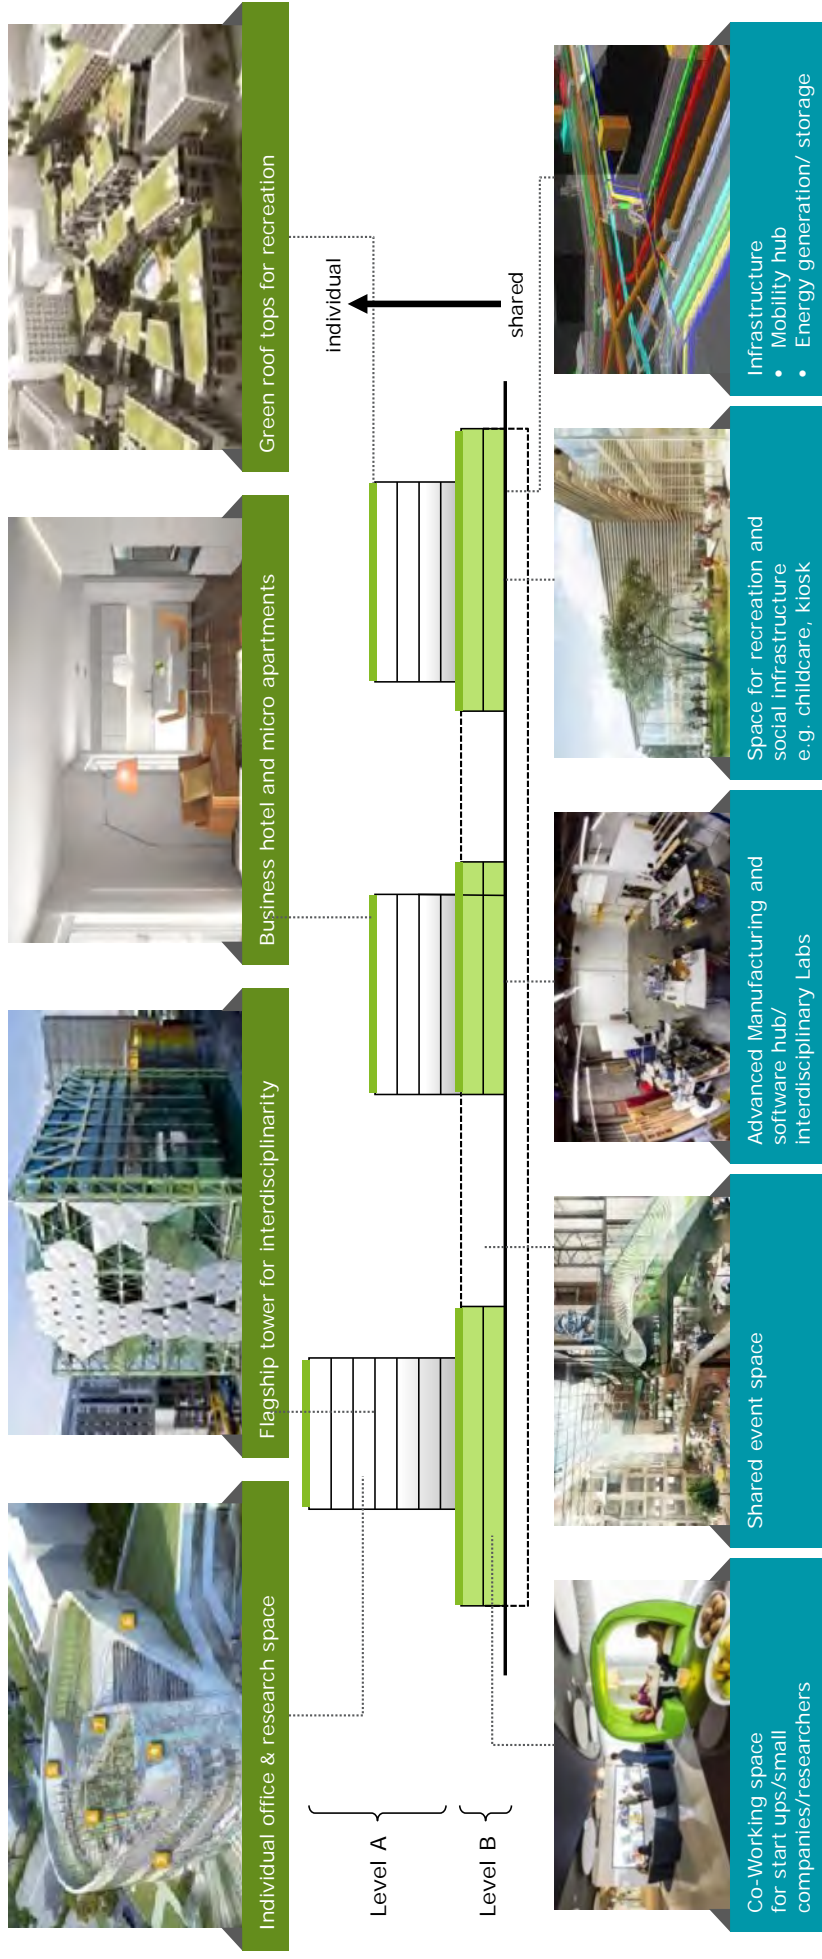 Individual office & research space
Flagship tower for interdisciplinarity
Business hotel and micro apartments
Green roof tops for recreation
individual
shared
Level A
Level B
Co-Working space
for start ups/small
companies/researchers
Shared event space
Advanced Manufacturing and
software hub/
interdisciplinary Labs
Space for recreation and
social infrastructure
e.g. childcare, kiosk
Infrastructure
• Mobility hub
• Energy generation/ storage